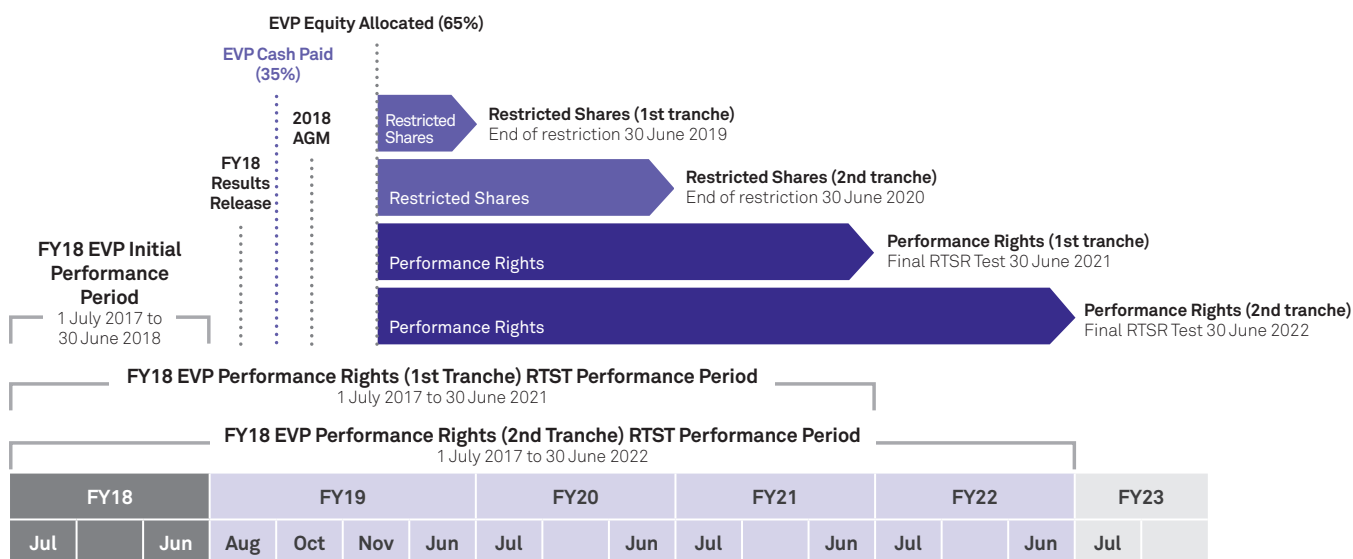 EVP Equity Allocated (65%)
EVP Cash Paid
(35%)
2018
AGM
FY18
Results
Release
FY18 EVP Initial
Performance
Period
1 July 2017 to
30 June 2018
Restricted
Shares
Restricted Shares (1st tranche)
End of restriction 30 June 2019
Restricted Shares
Restricted Shares (2nd tranche)
End of restriction 30 June 2020
Performance Rights
Performance Rights (1st tranche)
Final RTSR Test 30 June 2021
Performance Rights
Performance Rights (2nd tranche)
Final RTSR Test 30 June 2022
FY18 EVP Performance Rights (1st Tranche) RTST Performance Period
1 July 2017 to 30 June 2021
FY18 EVP Performance Rights (2nd Tranche) RTST Performance Period
1 July 2017 to 30 June 2022
FY18 FY19 FY20 FY21 FY22 FY23
Jul Jun Aug Oct Nov Jun Jul Jun Jul Jun Jul Jun Jul